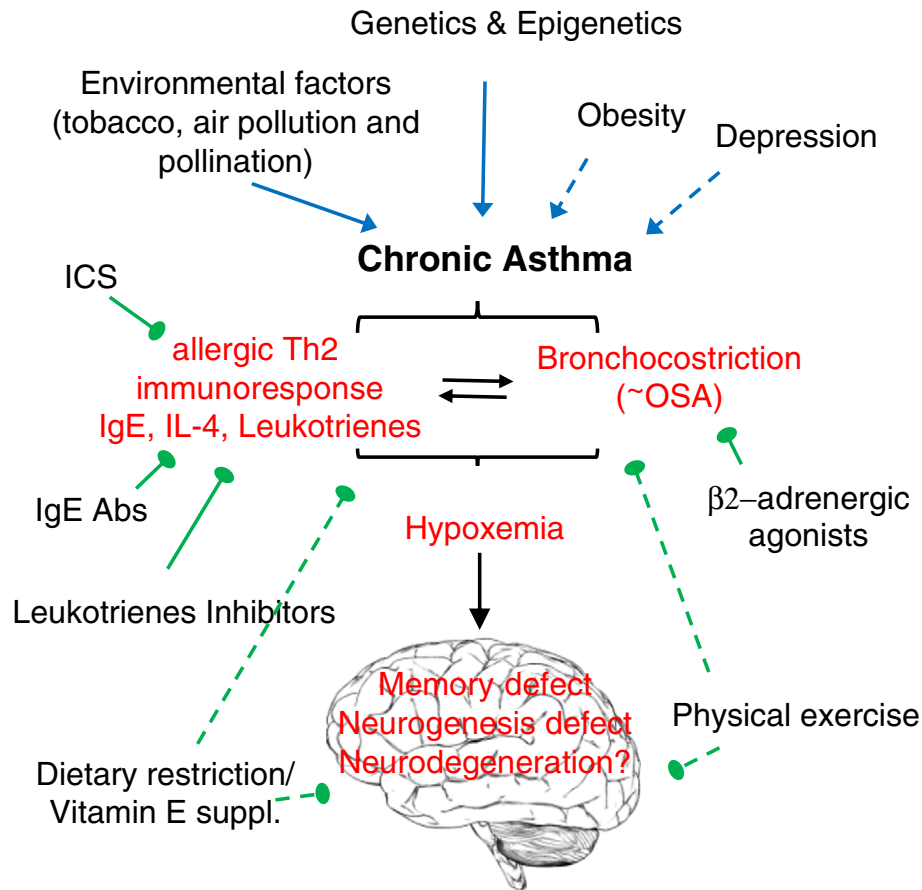 Genetics & Epigenetics
Environmental factors
(tobacco, air pollution and
pollination)
Obesity
Depression
Chronic Asthma
ICS
allergic Th2
immunoresponse
IgE, IL-4, Leukotrienes
Bronchocostriction
(~OSA)
IgE Abs
β2–adrenergic
agonists
Hypoxemia
Leukotrienes Inhibitors
Memory defect
Neurogenesis defect
Neurodegeneration?
Physical exercise
Dietary restriction/
Vitamin E suppl.